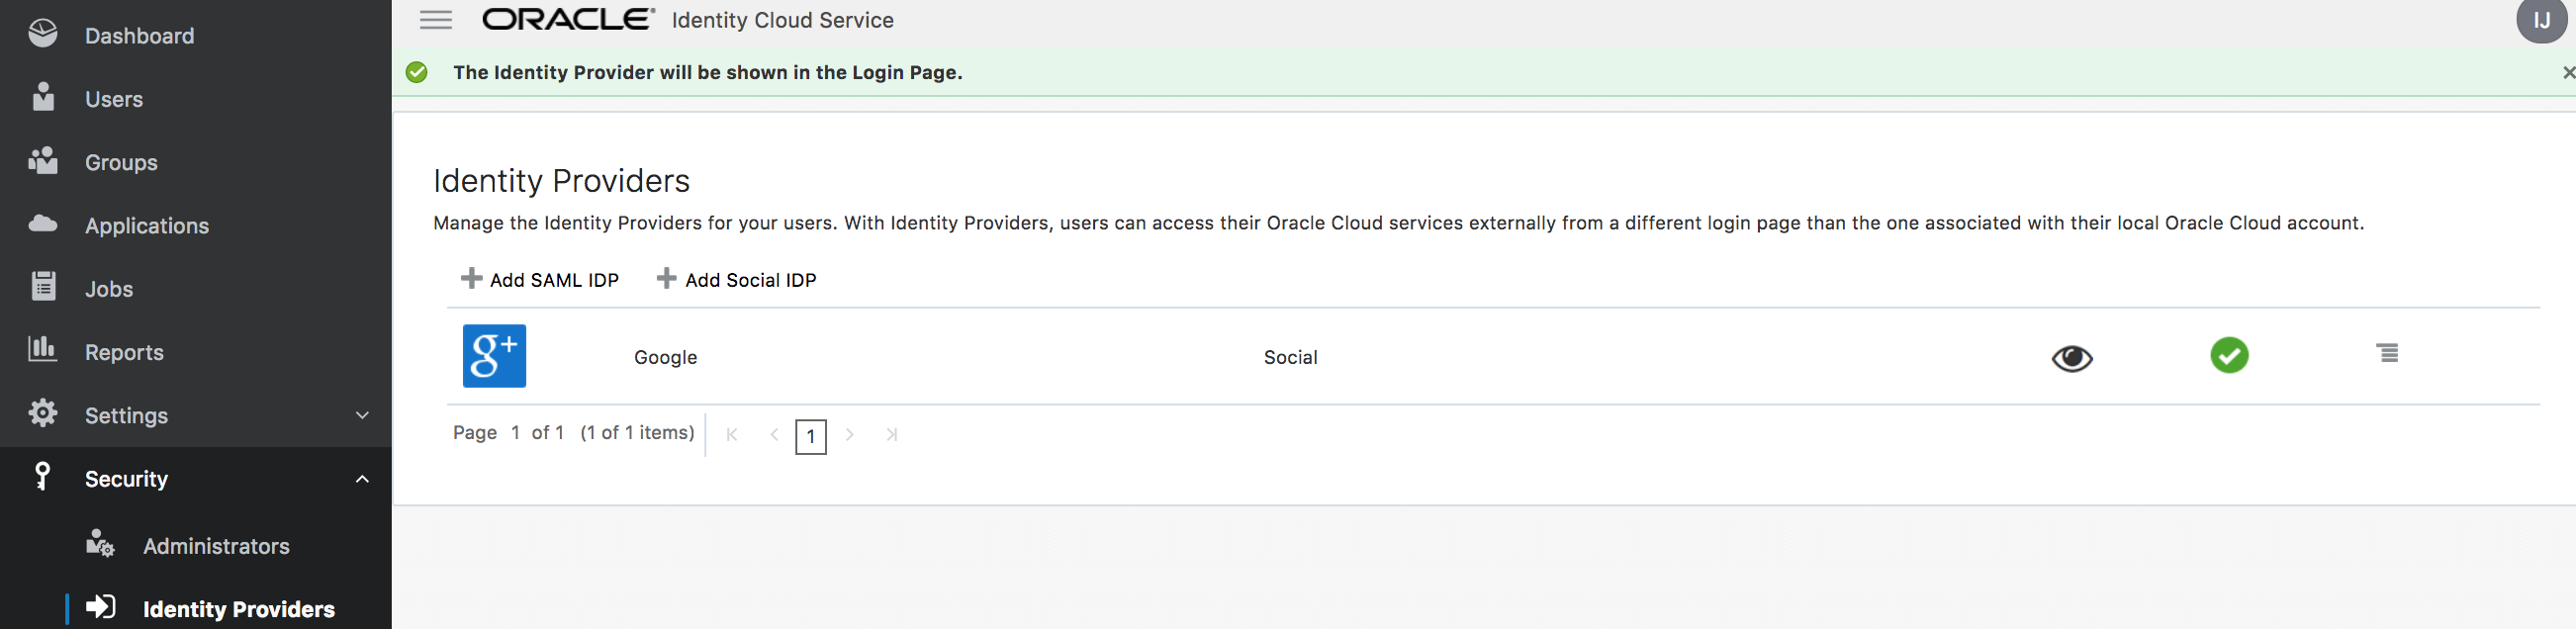 Dashboard
Users
Groups
Applications
Jobs
Reports
Settings
Security
Administrators
Identity Providers
ORACLE® Identity Cloud Service
IJ
The Identity Provider will be shown in the Login Page.
Identity Providers
Manage the Identity Providers for your users. With Identity Providers, users can access their Oracle Cloud services externally from a different login page than the one associated with their local Oracle Cloud account.
Add SAML IDP Add Social IDP
g+ Google Social
Page 1 of 1 (1 of 1 items) 1